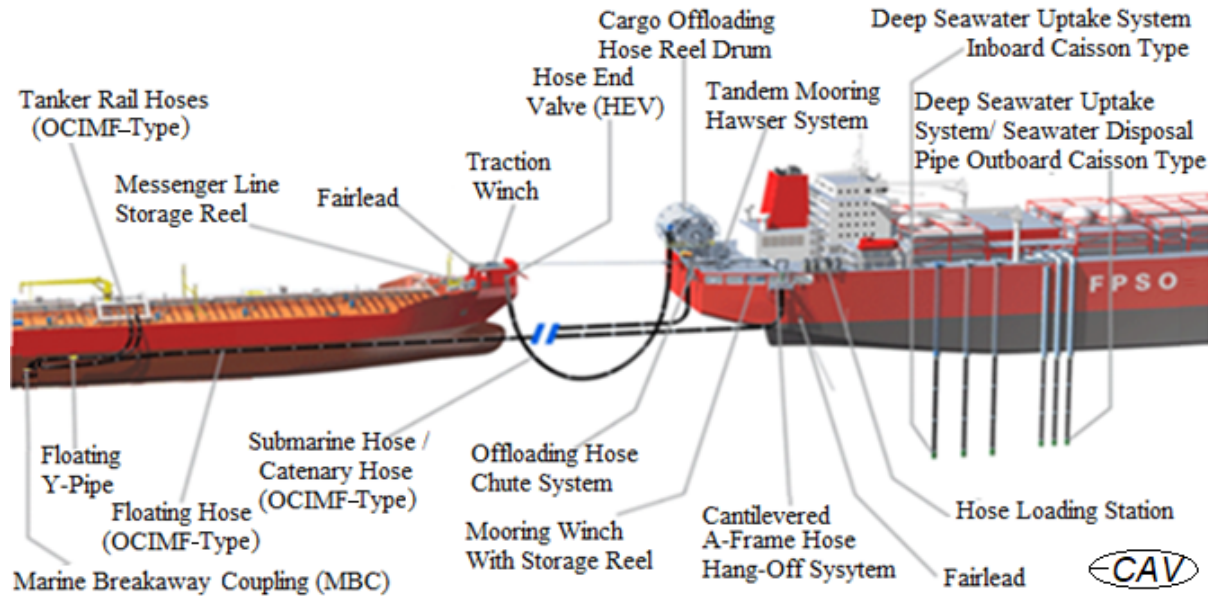 Cargo Offloading
Hose Reel Drum
Deep Seawater Uptake System
Inboard Caisson Type
Hose End
Valve (HEV)
Tandem Mooring
Hawser System
Deep Seawater Uptake
System/ Seawater Disposal
Pipe Outboard Caisson Type
Tanker Rail Hoses
(OCIMF–Type)
Messenger Line
Storage Reel
Fairlead
Traction
Winch
FPSO
Floating
Y-Pipe
Submarine Hose /
Catenary Hose
(OCIMF–Type)
Offloading Hose
Chute System
Floating Hose
(OCIMF-Type)
Mooring Winch
With Storage Reel
Cantilevered
A-Frame Hose
Hang-Off Sysytem
Hose Loading Station
Marine Breakaway Coupling (MBC)
Fairlead
CAV